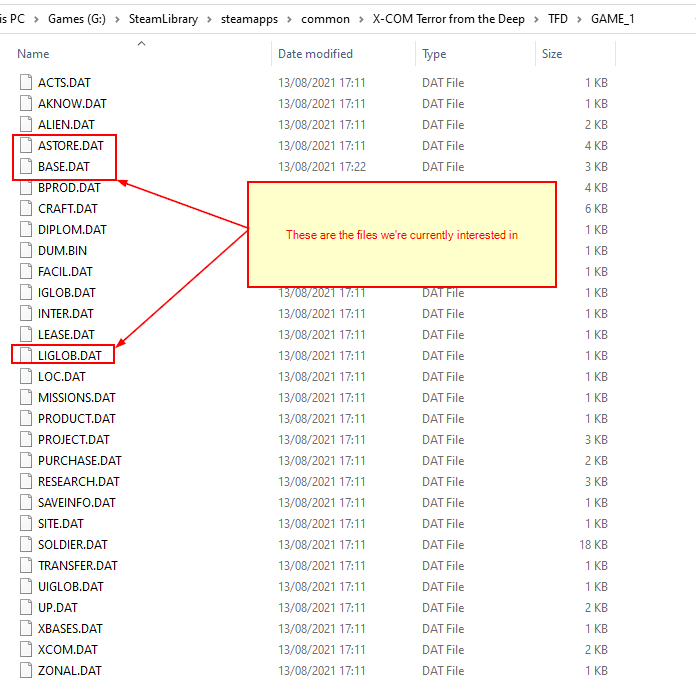 is PC > Games (G:) > SteamLibrary > steamapps > common > X-COM Terror from the Deep > TFD > GAME_1
Name Date modified Type Size
ACTS.DAT 13/08/2021 17:11 DAT File 1 KB
AKNOW.DAT 13/08/2021 17:11 DAT File 1 KB
ALIEN.DAT 13/08/2021 17:11 DAT File 2 KB
ASTORE.DAT 13/08/2021 17:11 DAT File 4 KB
BASE.DAT 13/08/2021 17:22 DAT File 3 KB
BPROD.DAT 4 KB
CRAFT.DAT 6 KB
DIPLOM.DAT 1 KB
These are the files we're currently interested in
DUM.BIN 1 KB
FACIL.DAT 1 KB
IGLOB.DAT 13/08/2021 17:11 DAT File 1 KB
INTER.DAT 13/08/2021 17:11 DAT File 1 KB
LEASE.DAT 13/08/2021 17:11 DAT File 1 KB
LIGLOB.DAT 13/08/2021 17:11 DAT File 1 KB
LOC.DAT 13/08/2021 17:11 DAT File 1 KB
MISSIONS.DAT 13/08/2021 17:11 DAT File 1 KB
PRODUCT.DAT 13/08/2021 17:11 DAT File 1 KB
PROJECT.DAT 13/08/2021 17:11 DAT File 3 KB
PURCHASE.DAT 13/08/2021 17:11 DAT File 2 KB
RESEARCH.DAT 13/08/2021 17:11 DAT File 3 KB
SAVEINFO.DAT 13/08/2021 17:11 DAT File 1 KB
SITE.DAT 13/08/2021 17:11 DAT File 1 KB
SOLDIER.DAT 13/08/2021 17:11 DAT File 18 KB
TRANSFER.DAT 13/08/2021 17:11 DAT File 1 KB
UIGLOB.DAT 13/08/2021 17:11 DAT File 1 KB
UP.DAT 13/08/2021 17:11 DAT File 2 KB
XBASES.DAT 13/08/2021 17:11 DAT File 1 KB
XCOM.DAT 13/08/2021 17:11 DAT File 2 KB
ZONAL.DAT 13/08/2021 17:11 DAT File 1 KB